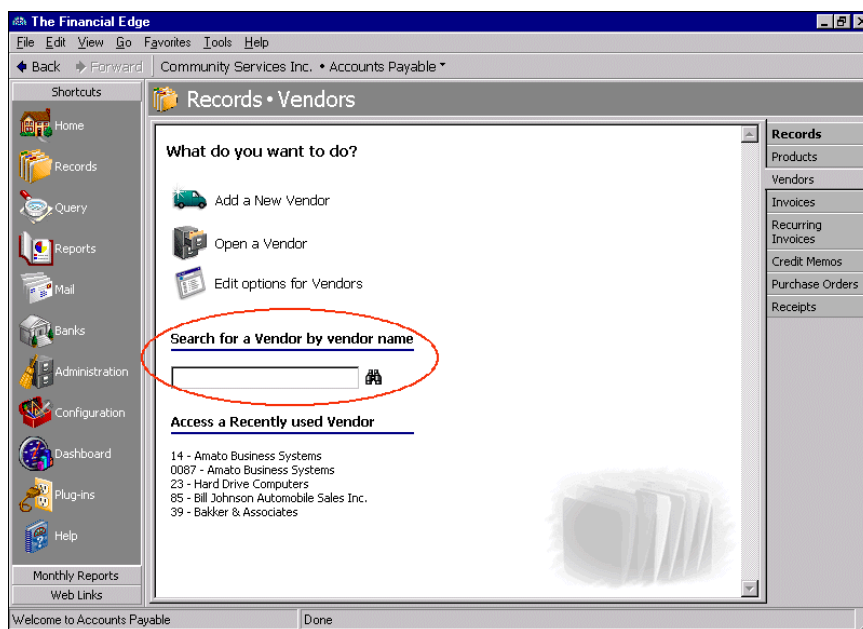 The Financial Edge
File Edit View Go Favorites Tools Help
Back Forward Community Services Inc. • Accounts Payable
Shortcuts
Home
Records
Query
Reports
Mail
Banks
Administration
Configuration
Dashboard
Plug-ins
Help
Monthly Reports
Web Links
Records • Vendors
What do you want to do?
Add a New Vendor
Open a Vendor
Edit options for Vendors
Search for a Vendor by vendor name
Access a Recently used Vendor
14 - Amato Business Systems
0087 - Amato Business Systems
23 - Hard Drive Computers
85 - Bill Johnson Automobile Sales Inc.
39 - Bakker & Associates
Records
Products
Vendors
Invoices
Recurring
Invoices
Credit Memos
Purchase Orders
Receipts
Welcome to Accounts Payable Done